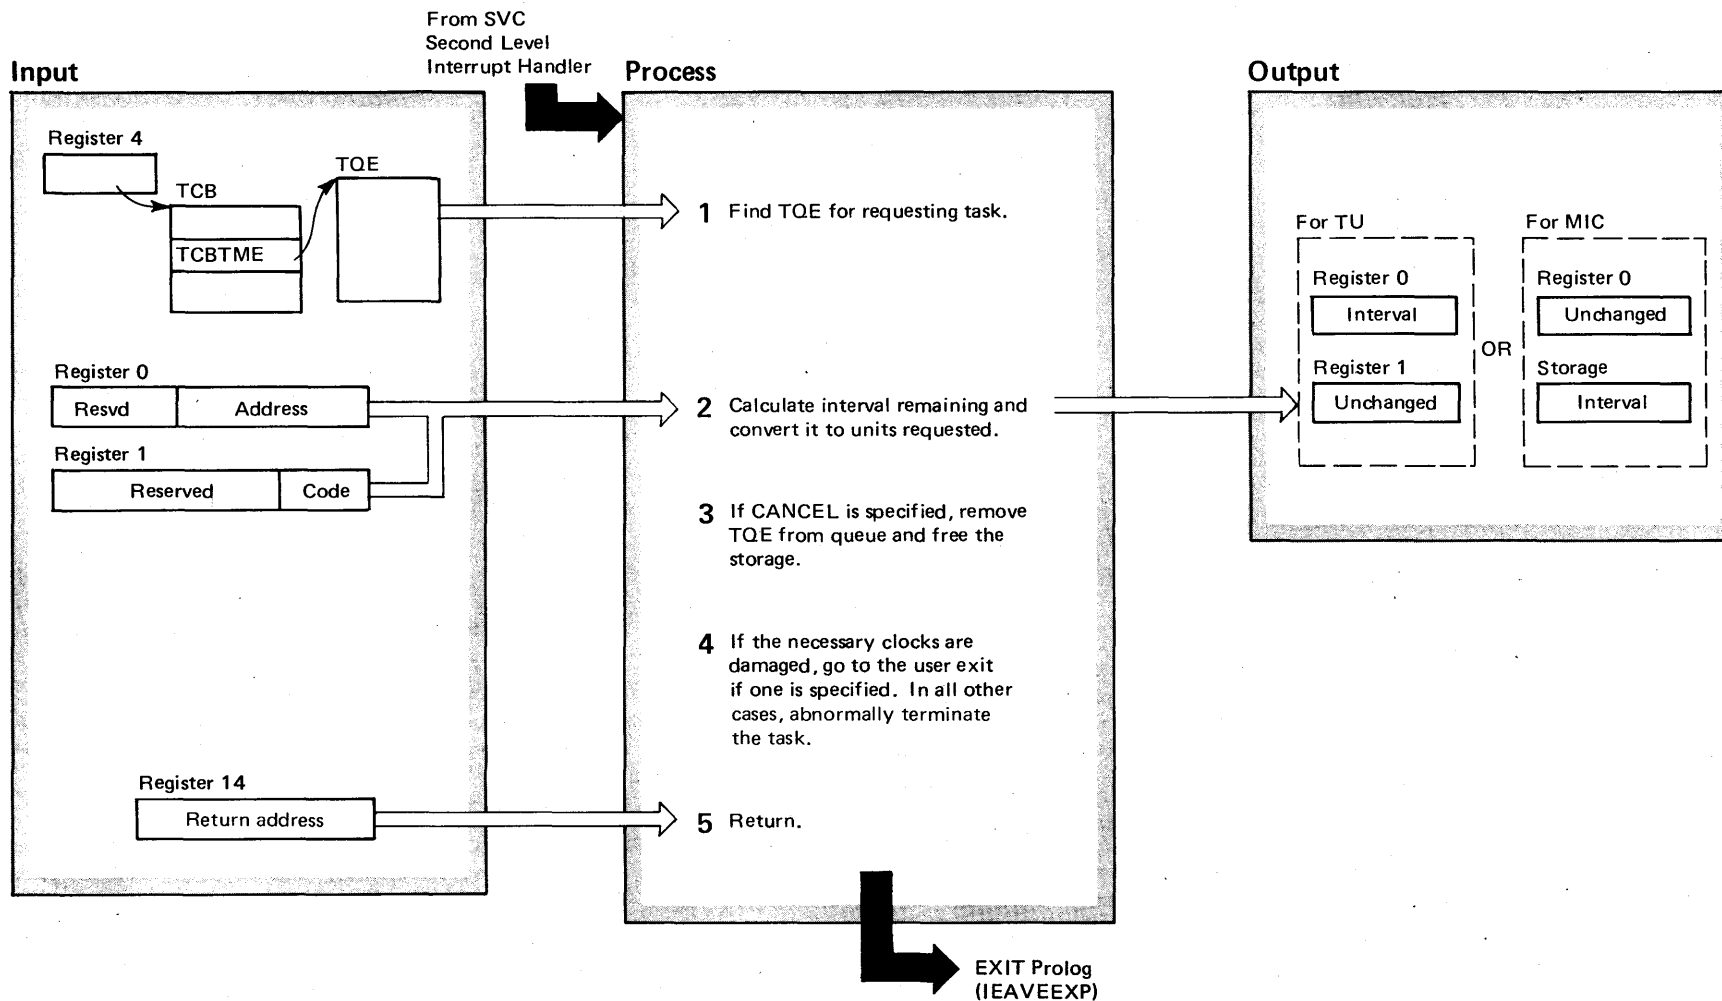 From SVC
Second Level
Interrupt Handler
Input
Process
Output
Register 4
TCB
TCBTME
TQE
Register 0
Resvd
Address
Register 1
Reserved
Code
Register 14
Return address
1 Find TQE for requesting task.
2 Calculate interval remaining and
convert it to units requested.
3 If CANCEL is specified, remove
TQE from queue and free the
storage.
4 If the necessary clocks are
damaged, go to the user exit
if one is specified. In all other
cases, abnormally terminate
the task.
5 Return.
EXIT Prolog
(IEAVEEXP)
For TU
Register 0
Interval
Register 1
Unchanged
OR
For MIC
Register 0
Unchanged
Storage
Interval